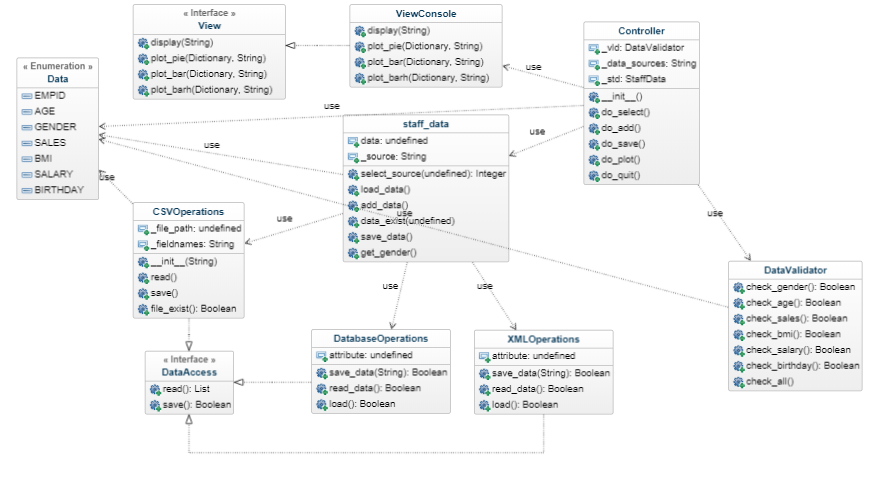 « Interface »
View
display(String)
plot_pie(Dictionary, String)
plot_bar(Dictionary, String)
plot_barh(Dictionary, String)
ViewConsole
display(String)
plot_pie(Dictionary, String)
plot_bar(Dictionary, String)
plot_barh(Dictionary, String)
Controller
_vld: DataValidator
_data_sources: String
_std: StaffData
__init__()
do_select()
do_add()
do_save()
do_plot()
do_quit()
« Enumeration »
Data
EMPID
AGE
GENDER
SALES
BMI
SALARY
BIRTHDAY
use
use
use
use
use
use
use
use
use
use
staff_data
data: undefined
_source: String
select_source(undefined): Integer
load_data()
add_data()
data_exist(undefined)
save_data()
get_gender()
CSVOperations
_file_path: undefined
_fieldnames: String
__init__(String)
read()
save()
file_exist(): Boolean
DataValidator
check_gender(): Boolean
check_age(): Boolean
check_sales(): Boolean
check_bmi(): Boolean
check_salary(): Boolean
check_birthday(): Boolean
check_all()
« Interface »
DataAccess
read(): List
save(): Boolean
DatabaseOperations
attribute: undefined
save_data(String): Boolean
read_data(): Boolean
load(): Boolean
XMLOperations
attribute: undefined
save_data(String): Boolean
read_data(): Boolean
load(): Boolean